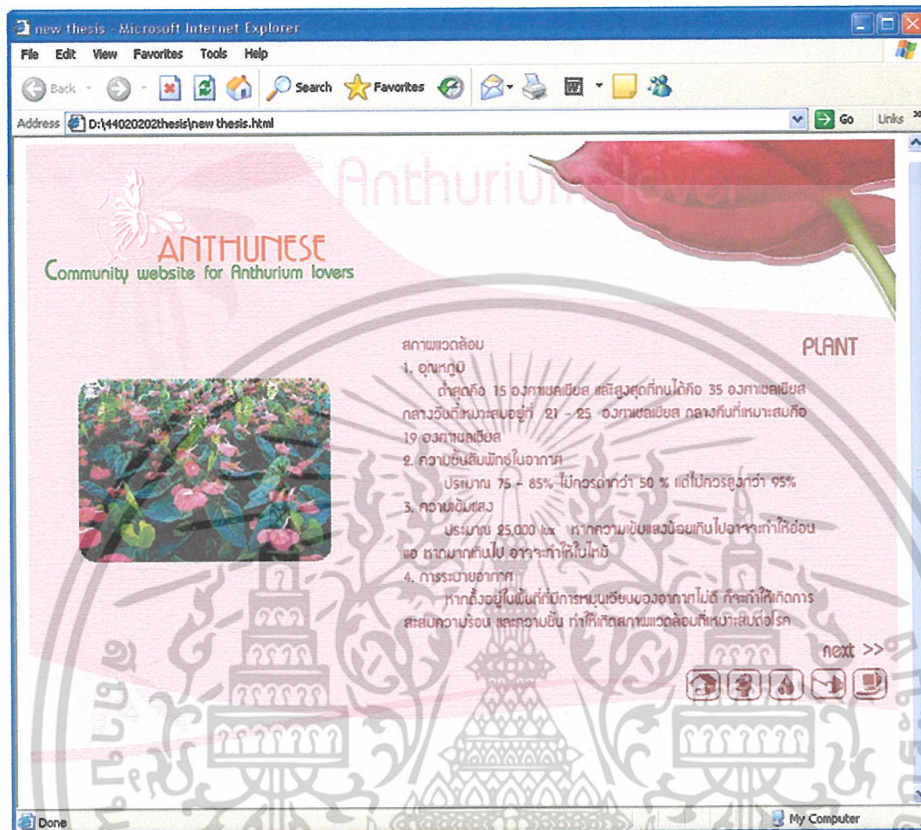 new thesis - Microsoft Internet Explorer
File Edit View Favorites Tools Help
Back Search Favorites
Address D:\44020202thesis\new thesis.html Go Links »
Anthurium lover
ANTHUNESE
Community website for Anthurium lovers
PLANT
สภาพแวดล้อม
1. อุณหภูมิ
ต่ำสุดคือ 15 องศาเซลเซียส และสูงสุดที่ทนได้คือ 35 องศาเซลเซียส
กลางวันที่เหมาะสมอยู่ที่ 21 - 25 องศาเซลเซียส กลางคืนที่เหมาะสมคือ
19 องศาเซลเซียส
2. ความชื้นสัมพัทธ์ในอากาศ
ประมาณ 75 - 85% ไม่ควรต่ำกว่า 50 % แต่ไม่ควรสูงกว่า 95%
3. ความเข้มแสง
ประมาณ 25,000 lux หากความเข้มแสงน้อยเกินไปอาจจะทำให้อ่อน
แอ หากมากเกินไป อาจจะทำให้ใบไหม้
4. การระบายอากาศ
หากตั้งอยู่ในพื้นที่ที่มีการหมุนเวียนของอากาศไม่ดี ก็จะทำให้เกิดการ
สะสมความร้อน และความชื้น ทำให้เกิดสภาพแวดล้อมที่เหมาะสมต่อโรค
next >>
Done My Computer